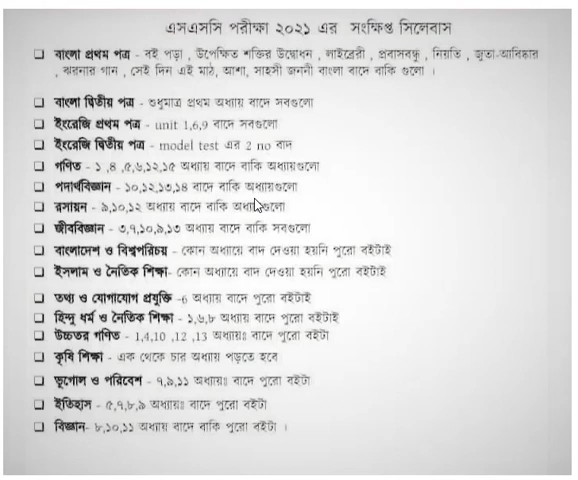 এসএসসি পরীক্ষা ২০২১ এর সংক্ষিপ্ত সিলেবাস
❑ বাংলা প্রথম পত্র - বই পড়া , উপেক্ষিত শক্তির উদ্বোধন , লাইব্রেরী , প্রবাসবন্ধু , নিয়তি , জুতা-আবিষ্কার
, ঝরনার গান , সেই দিন এই মাঠ, আশা, সাহসী জননী বাংলা বাদে বাকি গুলো ।
❑ বাংলা দ্বিতীয় পত্র - শুধুমাত্র প্রথম অধ্যায় বাদে সবগুলো
❑ ইংরেজি প্রথম পত্র - unit 1,6,9 বাদে সবগুলো
❑ ইংরেজি দ্বিতীয় পত্র - model test এর 2 no বাদ
❑ গণিত - ১ ,৪ ,৫,৬,১২,১৫ অধ্যায় বাদে বাকি অধ্যায়গুলো
❑ পদার্থবিজ্ঞান - ১০,১২,১৩,১৪ বাদে বাকি অধ্যায়গুলো
❑ রসায়ন - ৯,১০,১২ অধ্যায় বাদে বাকি অধ্যায়গুলো
❑ জীববিজ্ঞান - ৩,৭,১০,৯,১৩ অধ্যায় বাদে বাকি সবগুলো
❑ বাংলাদেশ ও বিশ্বপরিচয় - কোন অধ্যায়ে বাদ দেওয়া হয়নি পুরো বইটাই
❑ ইসলাম ও নৈতিক শিক্ষা- কোন অধ্যায়ে বাদ দেওয়া হয়নি পুরো বইটাই
❑ তথ্য ও যোগাযোগ প্রযুক্তি -6 অধ্যায় বাদে পুরো বইটাই
❑ হিন্দু ধর্ম ও নৈতিক শিক্ষা - ১,৬,৮ অধ্যায় বাদে পুরো বইটাই
❑ উচ্চতর গণিত - 1,4,10 ,12 ,13 অধ্যায়ঃ বাদে পুরো বইটা
❑ কৃষি শিক্ষা - এক থেকে চার অধ্যায় পড়তে হবে
❑ ভূগোল ও পরিবেশ - ৭,৯,১১ অধ্যায়ঃ বাদে পুরো বইটা
❑ ইতিহাস - ৫,৭,৮,৯ অধ্যায়ঃ বাদে পুরো বইটা
❑ বিজ্ঞান- ৮,১০,১১ অধ্যায় বাদে বাকি পুরো বইটা ।